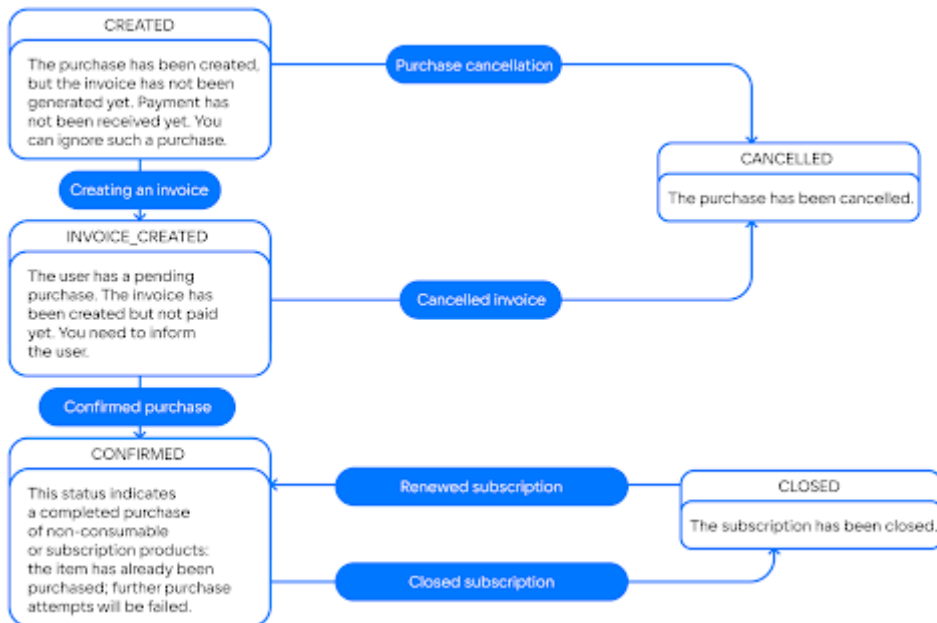 CREATED
The purchase has been created,
but the invoice has not been
generated yet. Payment has
not been received yet. You
can ignore such a purchase.
Purchase cancellation
CANCELLED
The purchase has been cancelled.
Creating an invoice
INVOICE_CREATED
The user has a pending
purchase. The invoice has
been created but not paid
yet. You need to inform
the user.
Cancelled invoice
Confirmed purchase
CONFIRMED
This status indicates
a completed purchase
of non-consumable
or subscription products:
the item has already been
purchased; further purchase
attempts will be failed.
Renewed subscription
CLOSED
The subscription has been closed.
Closed subscription